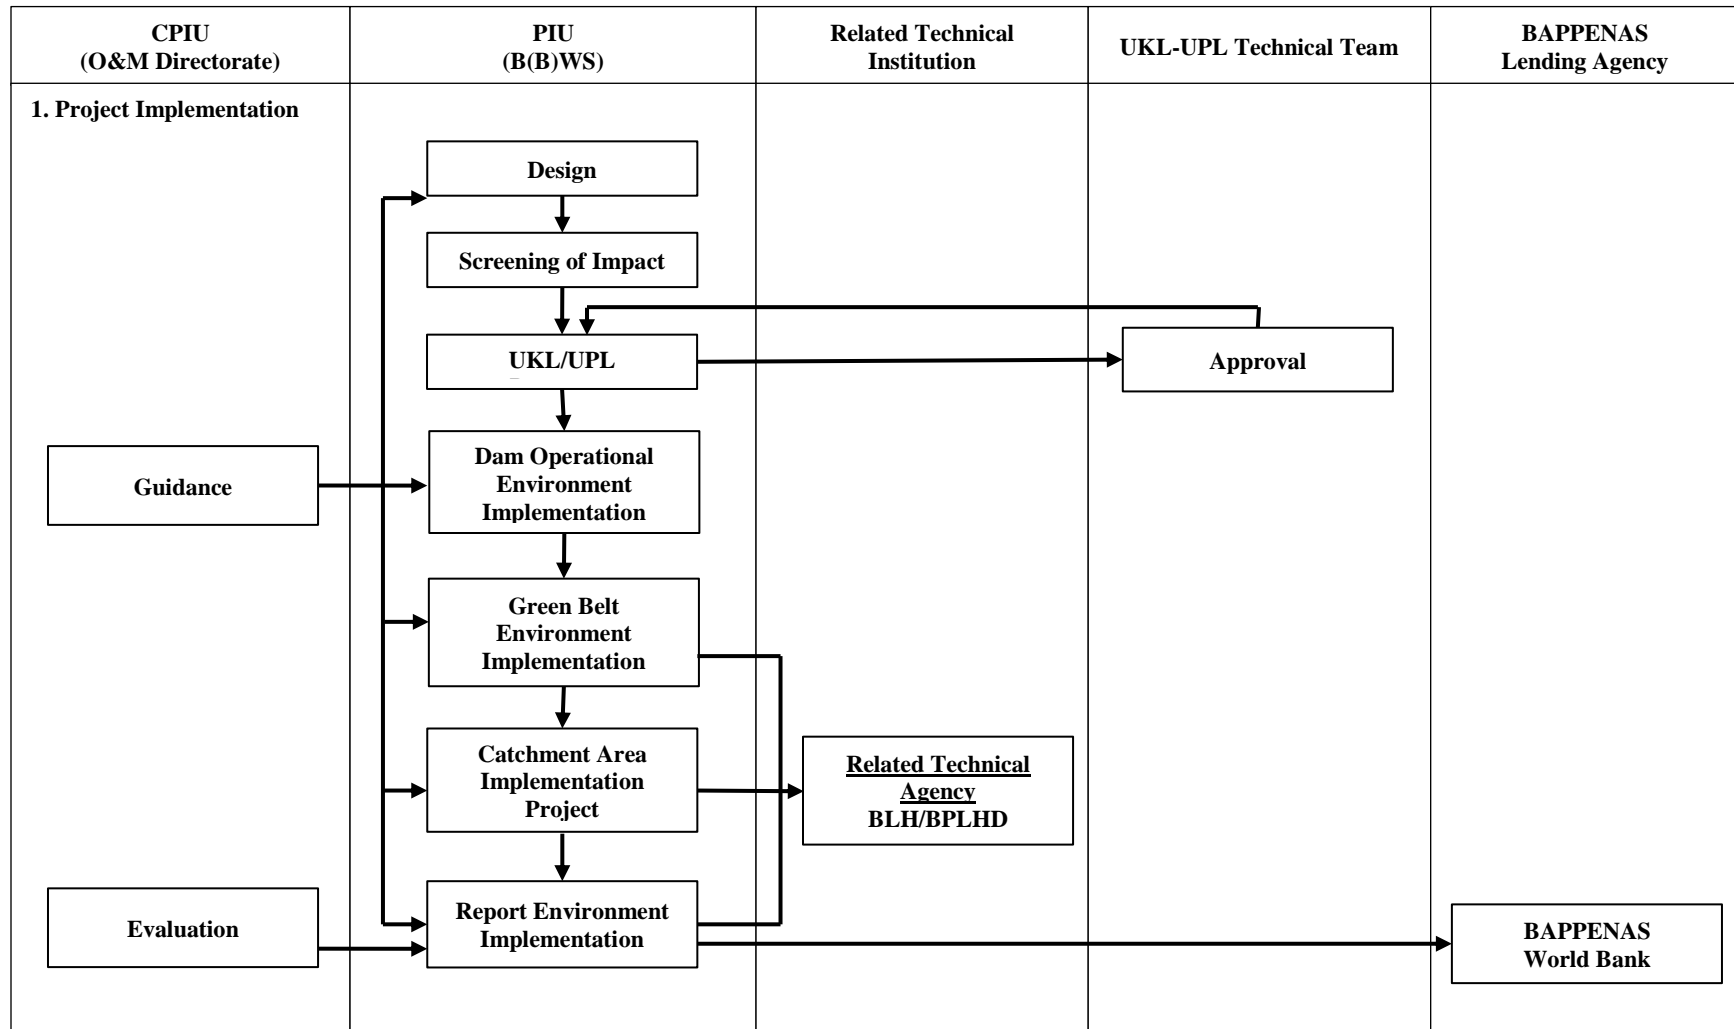 CPIU
(O&M Directorate)
PIU
(B(B)WS)
Related Technical
Institution
UKL-UPL Technical Team
BAPPENAS
Lending Agency
1. Project Implementation
Design
Screening of Impact
UKL/UPL
Approval
Guidance
Dam Operational
Environment
Implementation
Green Belt
Environment
Implementation
Catchment Area
Implementation
Project
Related Technical
Agency
BLH/BPLHD
Evaluation
Report Environment
Implementation
BAPPENAS
World Bank